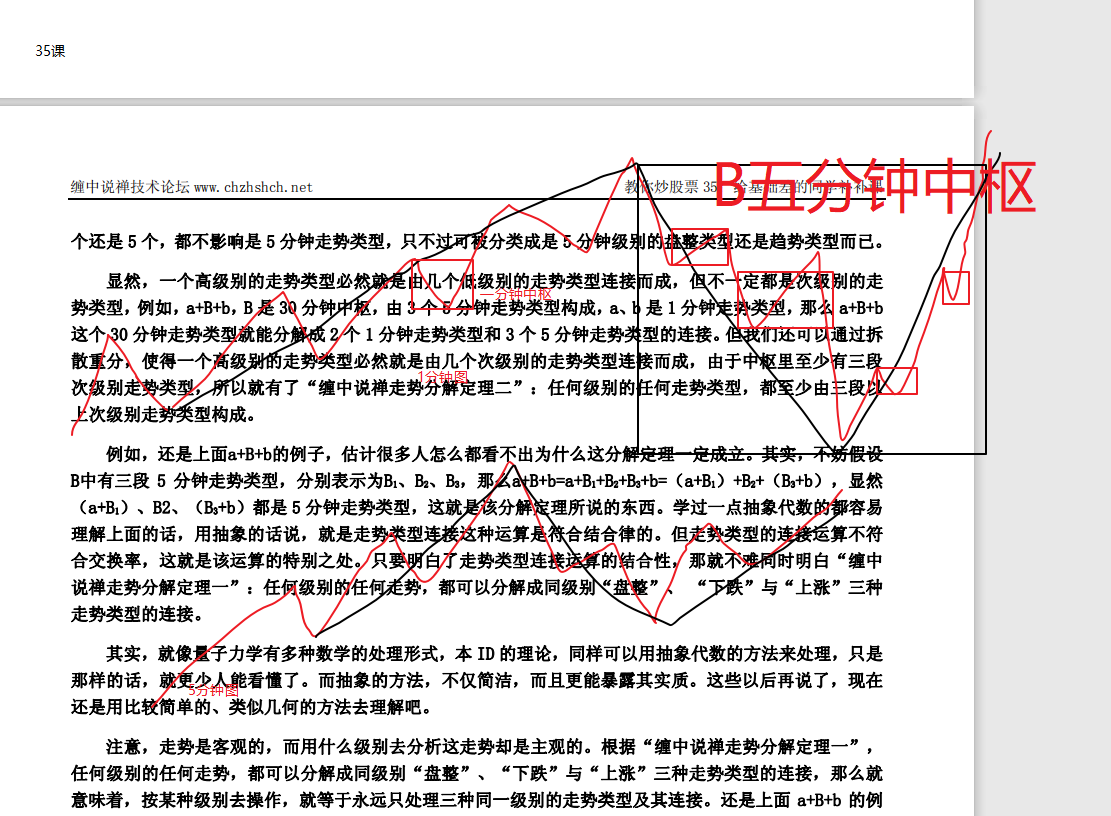 35课
缠中说禅技术论坛 www.chzhshch.net
教你炒股票 35：给基础差的同学补补课
B五分钟中枢
个还是 5 个，都不影响是 5 分钟走势类型，只不过可被分类成是 5 分钟级别的盘整类型还是趋势类型而已。
显然，一个高级别的走势类型必然就是由几个低级别的走势类型连接而成，但不一定都是次级别的走
势类型，例如，a+B+b，B 是 30 分钟中枢，由 3 个 5 分钟走势类型构成，a、b 是 1 分钟走势类型，那么 a+B+b
一分钟中枢
这个 30 分钟走势类型就能分解成 2 个 1 分钟走势类型和 3 个 5 分钟走势类型的连接。但我们还可以通过拆
散重分，使得一个高级别的走势类型必然就是由几个次级别的走势类型连接而成，由于中枢里至少有三段
1分钟图
次级别走势类型，所以就有了“缠中说禅走势分解定理二”：任何级别的任何走势类型，都至少由三段以
上次级别走势类型构成。
例如，还是上面a+B+b的例子，估计很多人怎么都看不出为什么这分解定理一定成立。其实，不妨假设
B中有三段 5 分钟走势类型，分别表示为B₁、B₂、B₃，那么a+B+b=a+B₁+B₂+B₃+b=（a+B₁）+B₂+（B₃+b），显然
（a+B₁）、B2、（B₃+b）都是 5 分钟走势类型，这就是该分解定理所说的东西。学过一点抽象代数的都容易
理解上面的话，用抽象的话说，就是走势类型连接这种运算是符合结合律的。但走势类型的连接运算不符
合交换率，这就是该运算的特别之处。只要明白了走势类型连接运算的结合性，那就不难同时明白“缠中
说禅走势分解定理一”：任何级别的任何走势，都可以分解成同级别“盘整”、“下跌”与“上涨”三种
走势类型的连接。
其实，就像量子力学有多种数学的处理形式，本 ID 的理论，同样可以用抽象代数的方法来处理，只是
那样的话，就更少人能看懂了。而抽象的方法，不仅简洁，而且更能暴露其实质。这些以后再说了，现在
5分钟图
还是用比较简单的、类似几何的方法去理解吧。
注意，走势是客观的，而用什么级别去分析这走势却是主观的。根据“缠中说禅走势分解定理一”，
任何级别的任何走势，都可以分解成同级别“盘整”、“下跌”与“上涨”三种走势类型的连接，那么就
意味着，按某种级别去操作，就等于永远只处理三种同一级别的走势类型及其连接。还是上面 a+B+b 的例